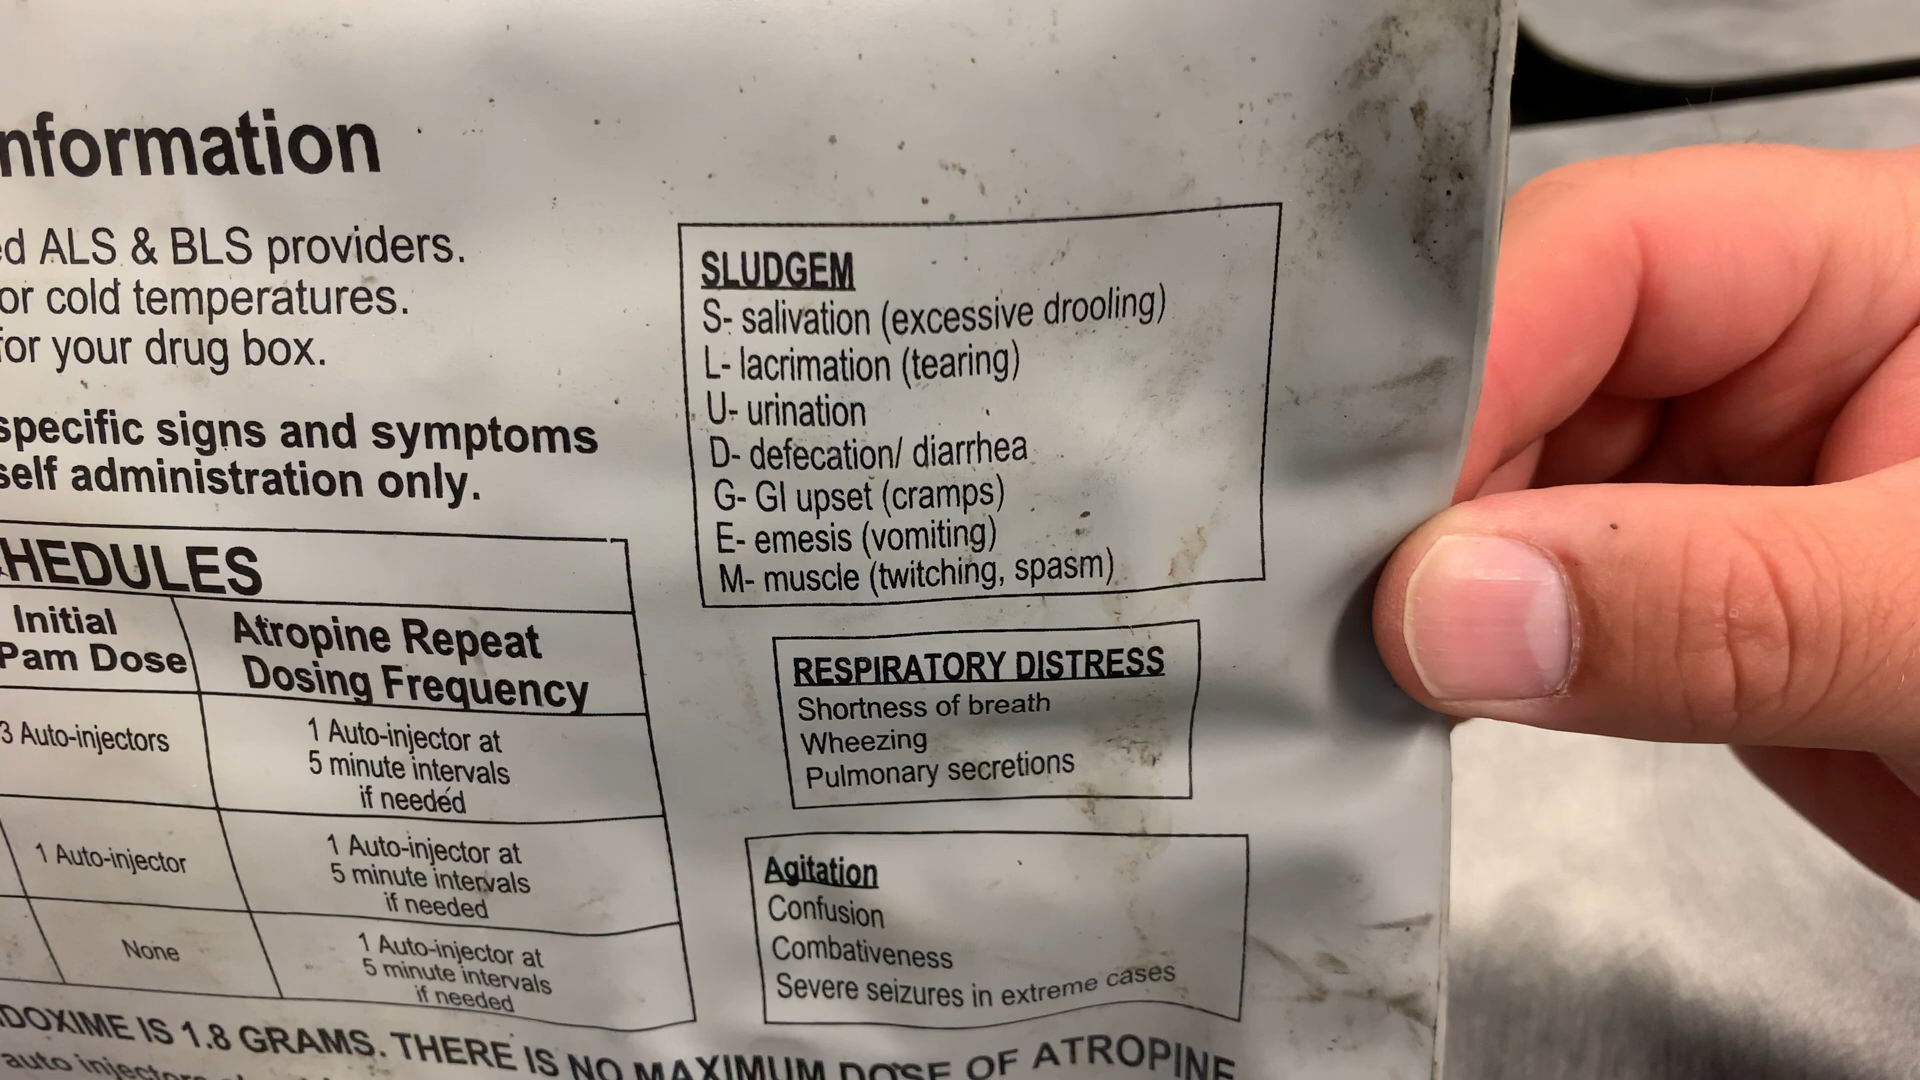 nformation
ed ALS & BLS providers.
or cold temperatures.
for your drug box.
specific signs and symptoms
self administration only.
HEDULES
Initial
Pam Dose
Atropine Repeat
Dosing Frequency
3 Auto-injectors
1 Auto-injector at
5 minute intervals
if needed
1 Auto-injector
1 Auto-injector at
5 minute intervals
if needed
None
1 Auto-injector at
5 minute intervals
if needed
SLUDGEM
S- salivation (excessive drooling)
L- lacrimation (tearing)
U- urination
D- defecation/ diarrhea
G- GI upset (cramps)
E- emesis (vomiting)
M- muscle (twitching, spasm)
RESPIRATORY DISTRESS
Shortness of breath
Wheezing
Pulmonary secretions
Agitation
Confusion
Combativeness
Severe seizures in extreme cases
DOXIME IS 1.8 GRAMS. THERE IS NO MAXIMUM DOSE OF ATROPINE
auto injectors